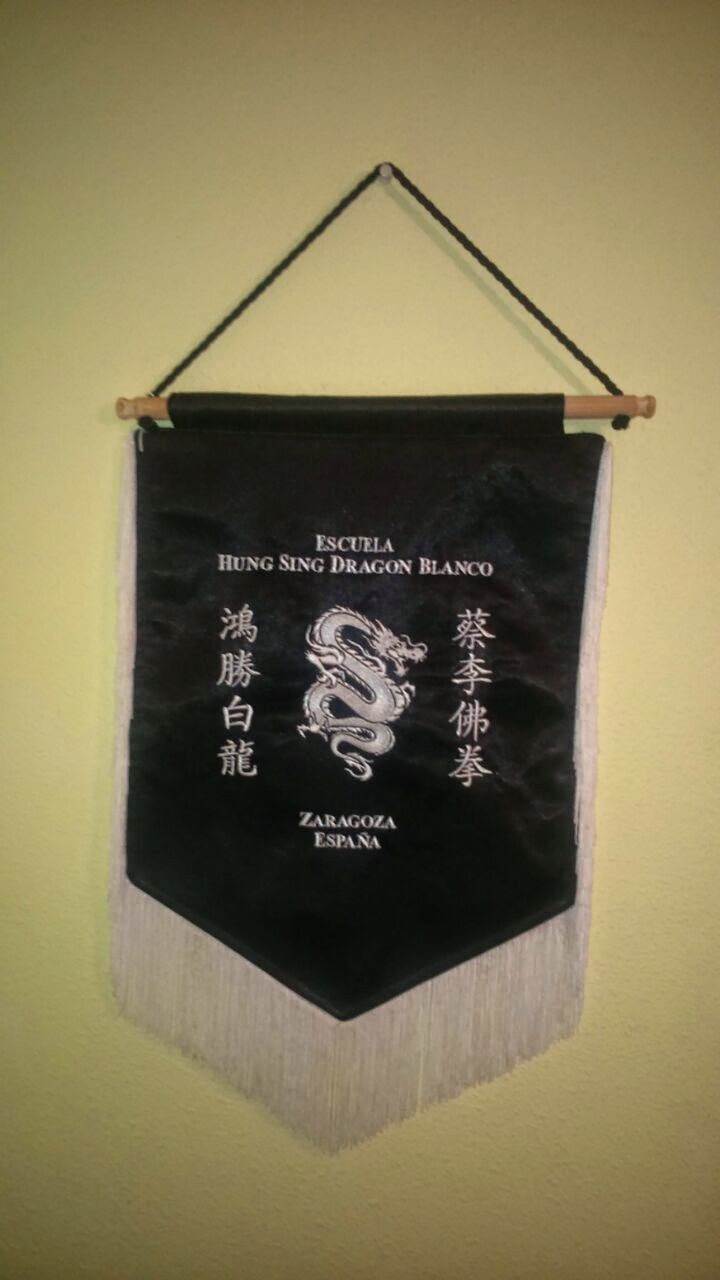 ESCUELA
HUNG SING DRAGON BLANCO
蔡李佛拳
鴻勝白龍
ZARAGOZA
ESPAÑA